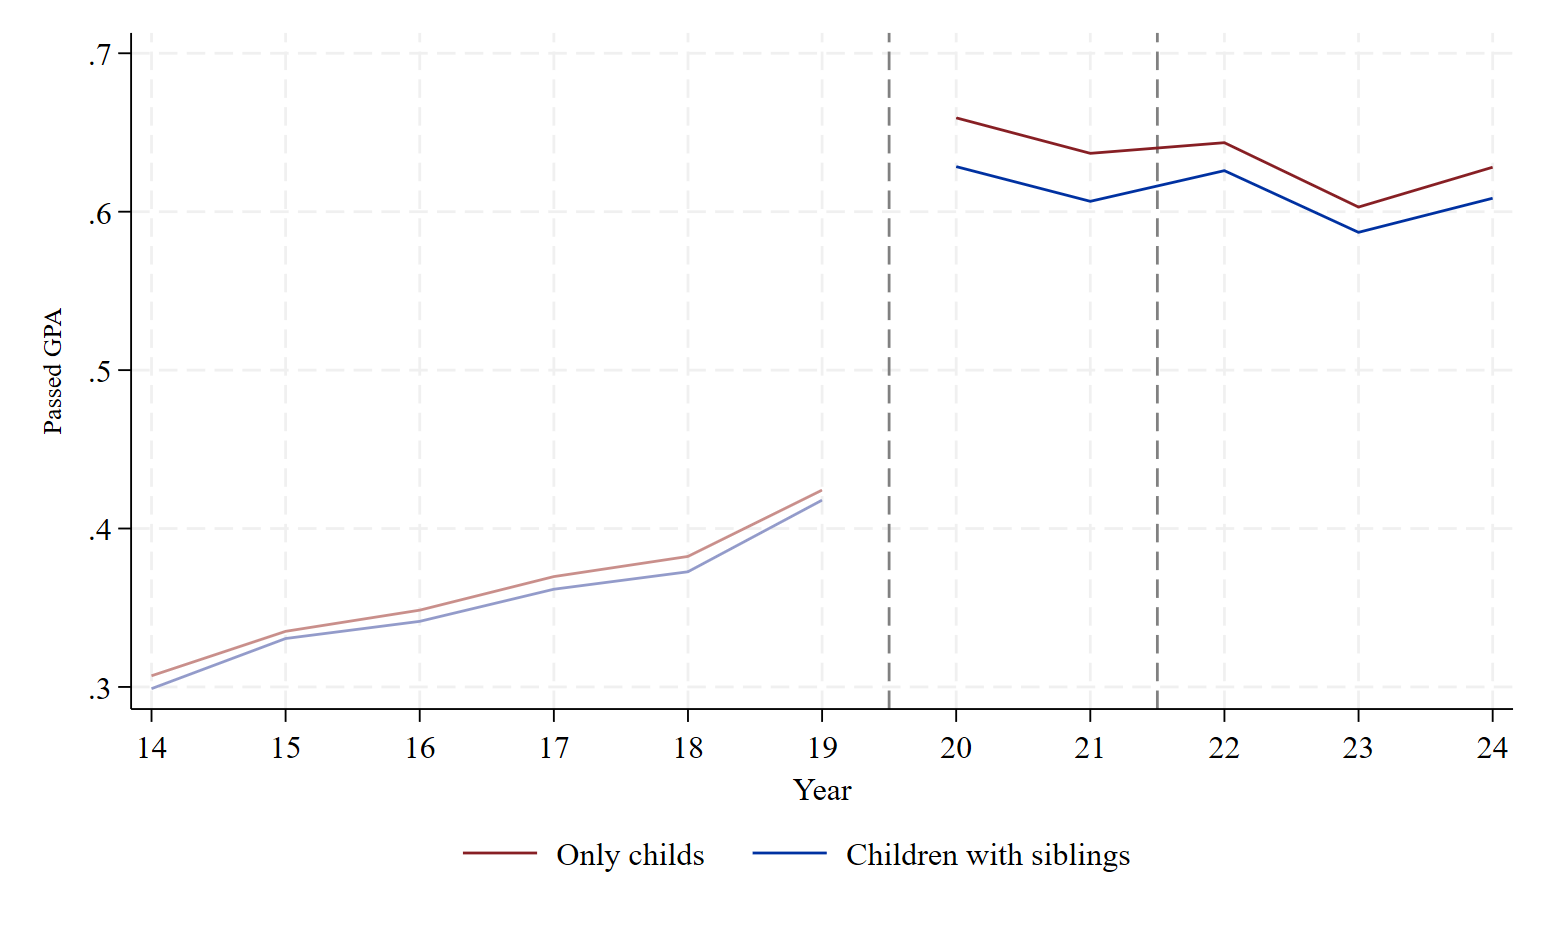 .7
.6
.5
.4
.3
Passed GPA
14 15 16 17 18 19 20 21 22 23 24
Year
Only childs Children with siblings